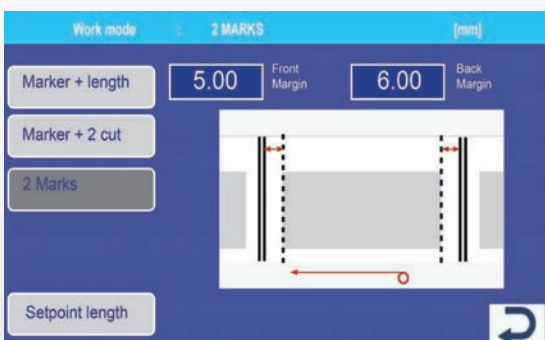 Work mode : 2 MARKS [mm]
Marker + length
5.00
Front
Margin
6.00
Back
Margin
Marker + 2 cut
2 Marks
Setpoint length